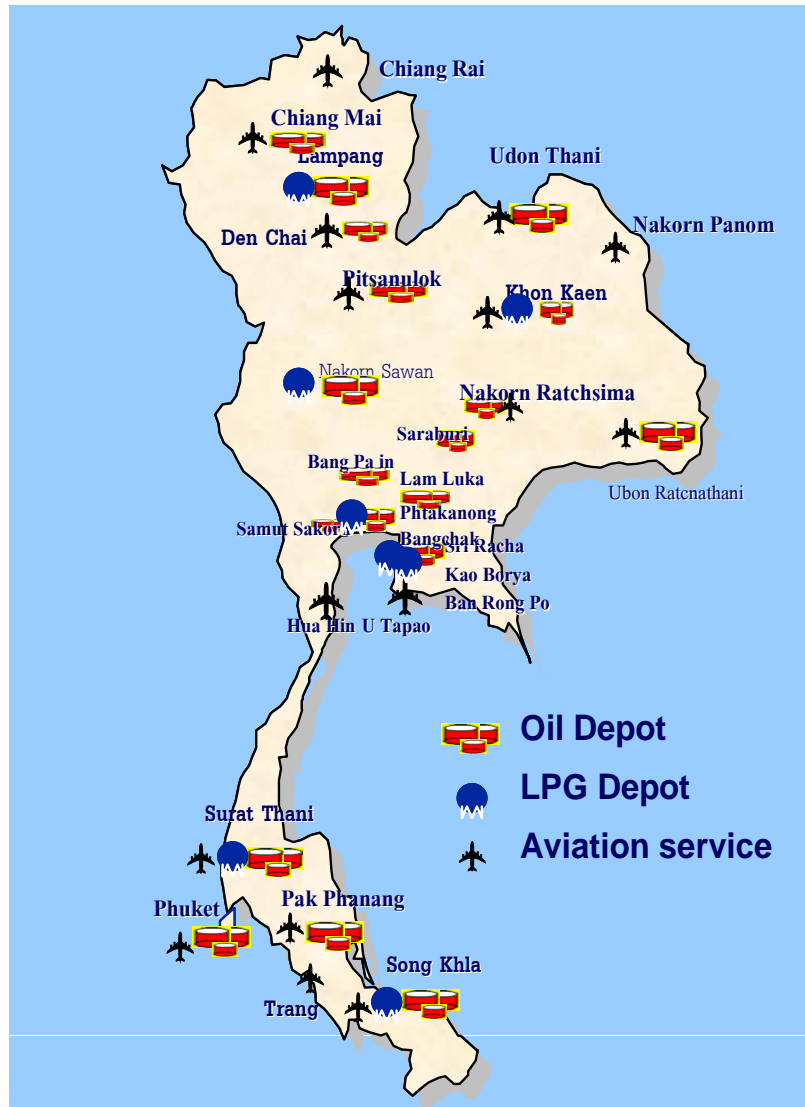 Chiang Rai
Chiang Mai
Lampang
Udon Thani
Den Chai
Nakorn Panom
Pitsanulok
Khon Kaen
Nakorn Sawan
Nakorn Ratchsima
Saraburi
Bang Pa in
Lam Luka
Ubon Ratcnathani
Phtakanong
Samut Sakorn
Bangchak
Sri Racha
Kao Borya
Ban Rong Po
Hua Hin U Tapao
Oil Depot
LPG Depot
Aviation service
Surat Thani
Pak Phanang
Phuket
Song Khla
Trang